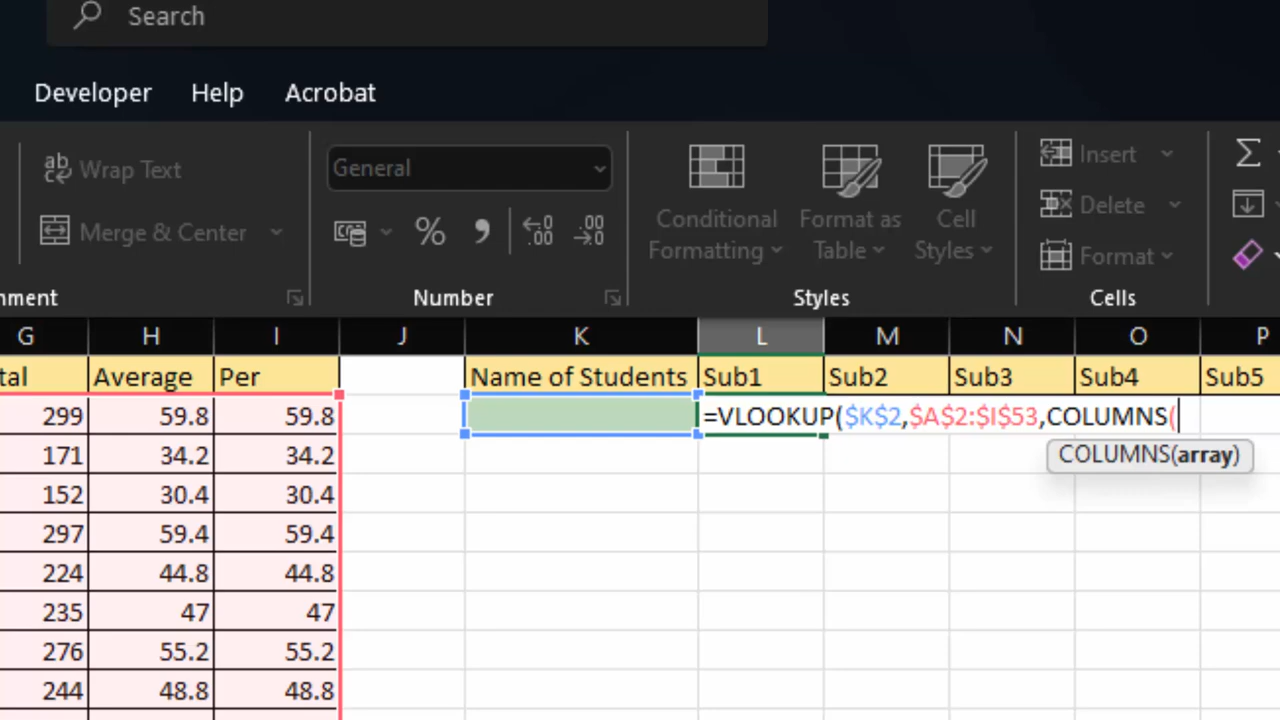 Search
Developer Help Acrobat
ab Wrap Text General Insert
Merge & Center % , .00 .00 Conditional Format as Cell Delete
Formatting Table Styles Format
nment Number Styles Cells
G H I J K L M N O P
tal Average Per Name of Students Sub1 Sub2 Sub3 Sub4 Sub5
299 59.8 59.8 =VLOOKUP($K$2,$A$2:$I$53,COLUMNS(
171 34.2 34.2 COLUMNS(array)
152 30.4 30.4
297 59.4 59.4
224 44.8 44.8
235 47 47
276 55.2 55.2
244 48.8 48.8